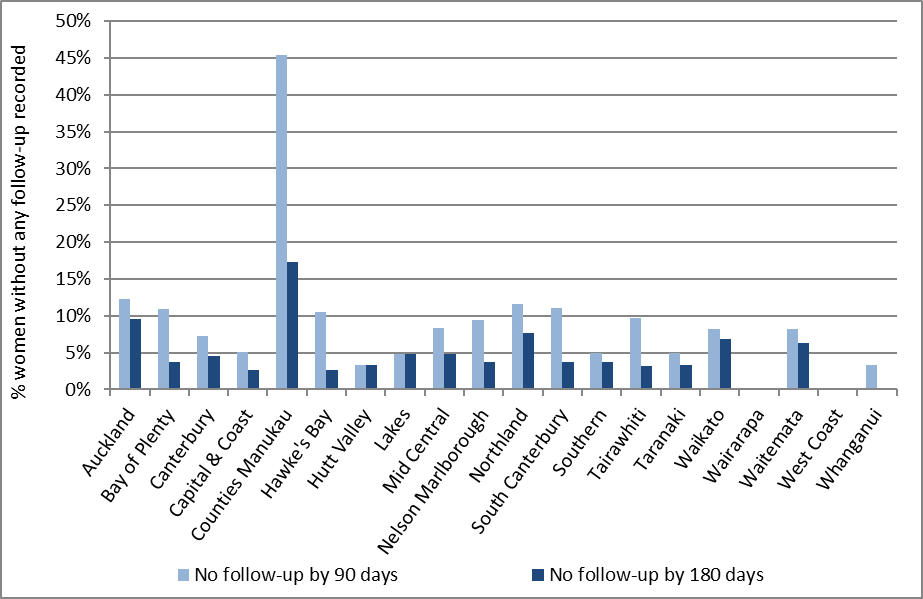 % women without any follow-up recorded
50%
45%
40%
35%
30%
25%
20%
15%
10%
5%
0%
Auckland
Bay of Plenty
Canterbury
Capital & Coast
Counties Manukau
Hawke's Bay
Hutt Valley
Lakes
Mid Central
Nelson Marlborough
Northland
South Canterbury
Southern
Tairawhiti
Taranaki
Waikato
Wairarapa
Waitemata
West Coast
Whanganui
No follow-up by 90 days
No follow-up by 180 days